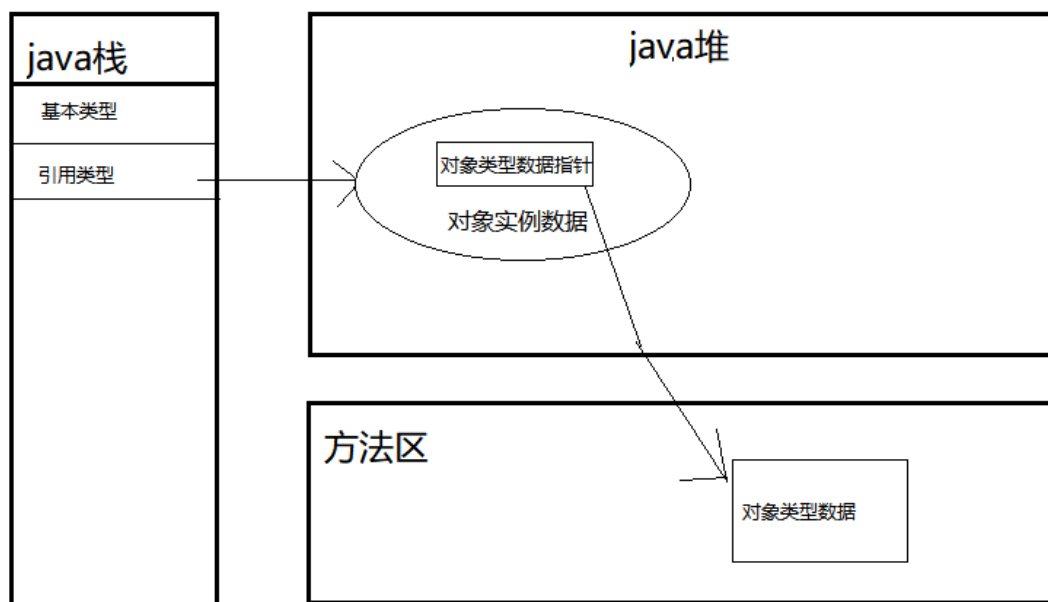 java栈
基本类型
引用类型
java堆
对象类型数据指针
对象实例数据
方法区
对象类型数据